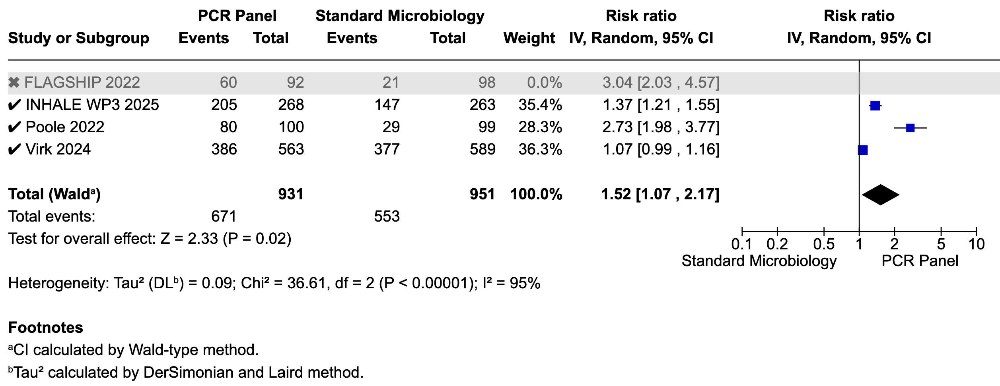 PCR Panel Standard Microbiology Risk ratio Risk ratio
Study or Subgroup Events Total Events Total Weight IV, Random, 95% CI IV, Random, 95% CI
✖ FLAGSHIP 2022 60 92 21 98 0.0% 3.04 [2.03 , 4.57]
✔ INHALE WP3 2025 205 268 147 263 35.4% 1.37 [1.21 , 1.55]
✔ Poole 2022 80 100 29 99 28.3% 2.73 [1.98 , 3.77]
✔ Virk 2024 386 563 377 589 36.3% 1.07 [0.99 , 1.16]
Total (Waldᵃ) 931 951 100.0% 1.52 [1.07 , 2.17]
Total events: 671 553
Test for overall effect: Z = 2.33 (P = 0.02)
0.1 0.2 0.5 1 2 5 10
Standard Microbiology PCR Panel
Heterogeneity: Tau² (DLᵇ) = 0.09; Chi² = 36.61, df = 2 (P < 0.00001); I² = 95%
Footnotes
ᵃCI calculated by Wald-type method.
ᵇTau² calculated by DerSimonian and Laird method.